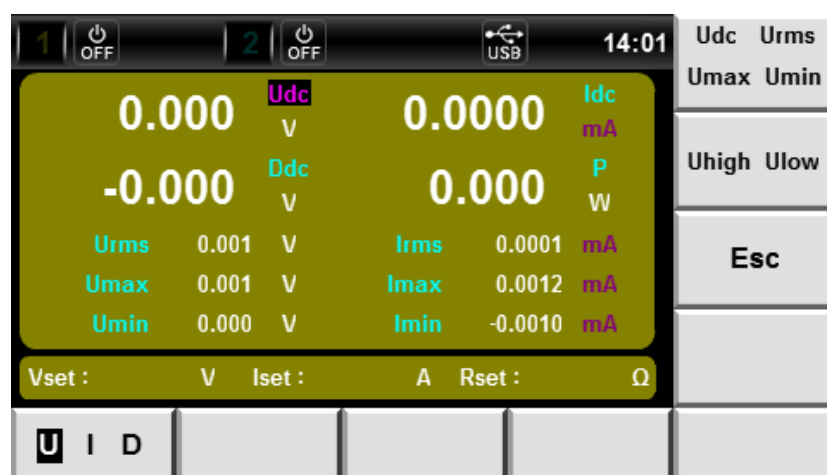 1 OFF 2 OFF USB 14:01
Udc Urms
Umax Umin
0.000 Udc V 0.0000 Idc mA
-0.000 Ddc V 0.000 P W
Uhigh Ulow
Urms 0.001 V Irms 0.0001 mA
Umax 0.001 V Imax 0.0012 mA
Umin 0.000 V Imin -0.0010 mA
Esc
Vset : V Iset : A Rset : Ω
U I D